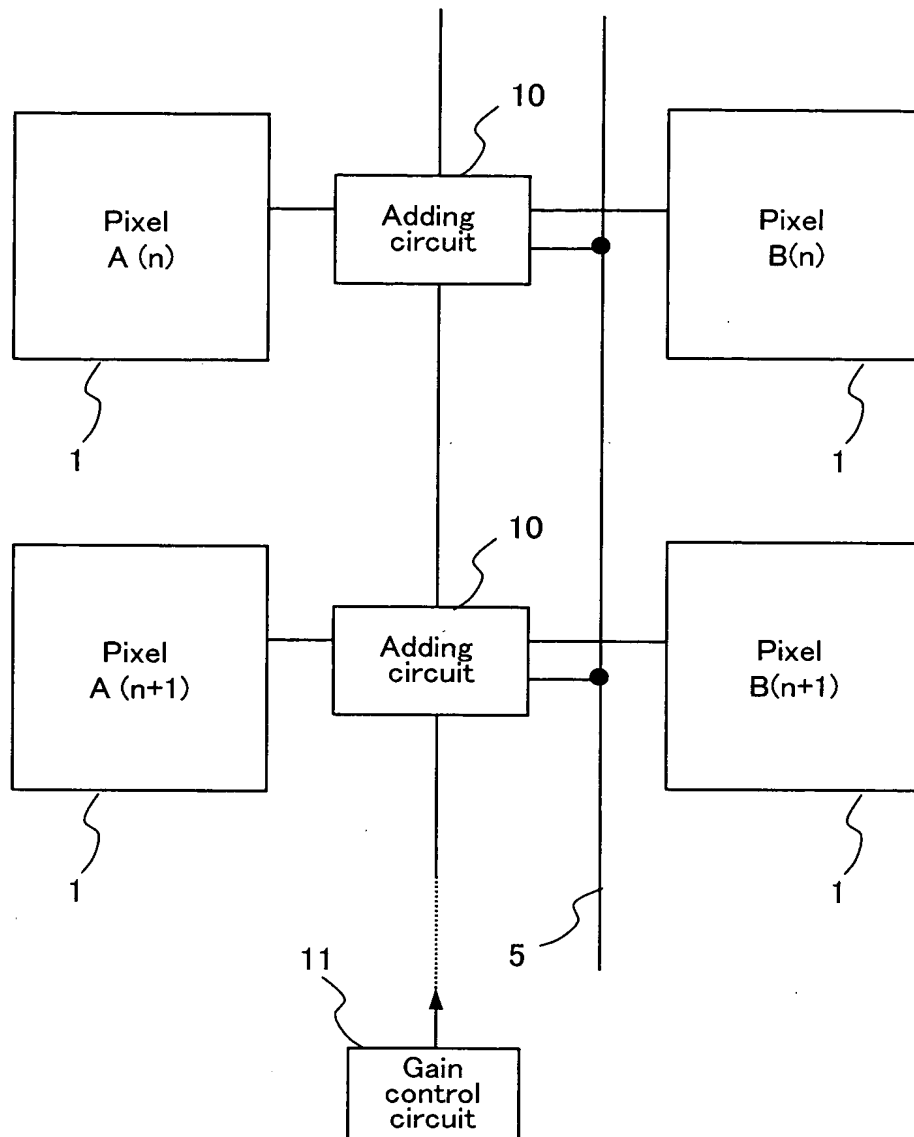 10
Pixel
A (n)
Adding
circuit
Pixel
B(n)
1
1
10
Pixel
A (n+1)
Adding
circuit
Pixel
B(n+1)
1
1
5
11
Gain
control
circuit